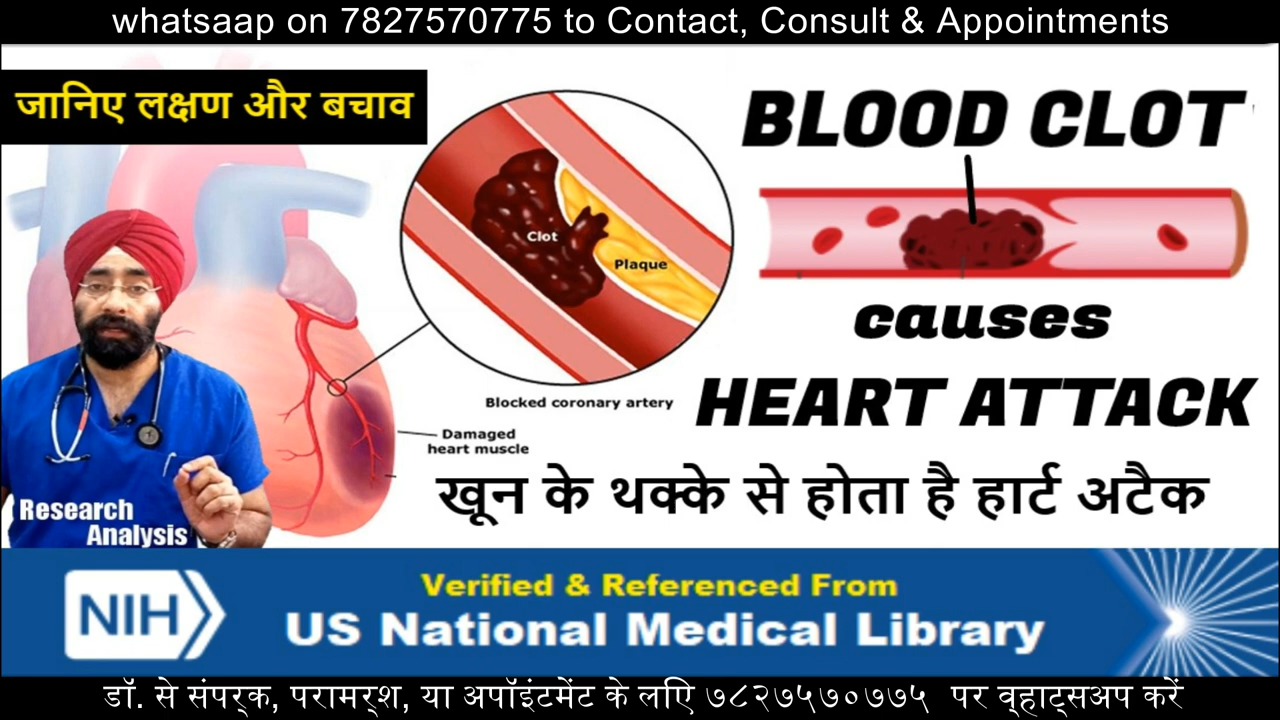 whatsaap on 7827570775 to Contact, Consult & Appointments
जानिए लक्षण और बचाव
BLOOD CLOT
Clot
Plaque
causes
HEART ATTACK
Blocked coronary artery
Damaged
heart muscle
खून के थक्के से होता है हार्ट अटैक
Research
Analysis
NIH
Verified & Referenced From
US National Medical Library
डॉ. से संपर्क, परामर्श, या अपॉइंटमेंट के लिए ७८२७५७०७७५ पर व्हाट्सअप करें